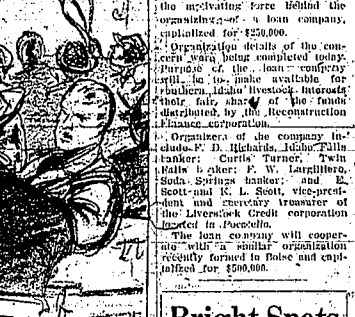 the motivating force behind the
organizing of a loan company,
capitalized for $250,000.
Organization details of the con-
cern were being completed today.
Purpose of the loan company
will be to make available for
southern Idaho livestock interests
their fair share of the funds
distributed by the Reconstruction
Finance corporation.
Organizers of the company in-
clude F. D. Richards, Idaho Falls
banker; Curtis Turner, Twin
Falls banker; E. W. Largilliere,
Soda Springs banker; and E.
Scott and K. L. Scott, vice-presi-
dent and secretary treasurer of
the Livestock Credit corporation
located in Pocatello.
The loan company will cooper-
ate with a similar organization
recently formed in Boise and capi-
talized for $500,000.
Bright Spots